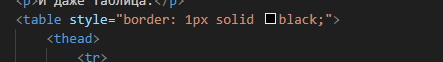 <p>И даже таблица:</p>
<table style="border: 1px solid black;">
<thead>
<tr>